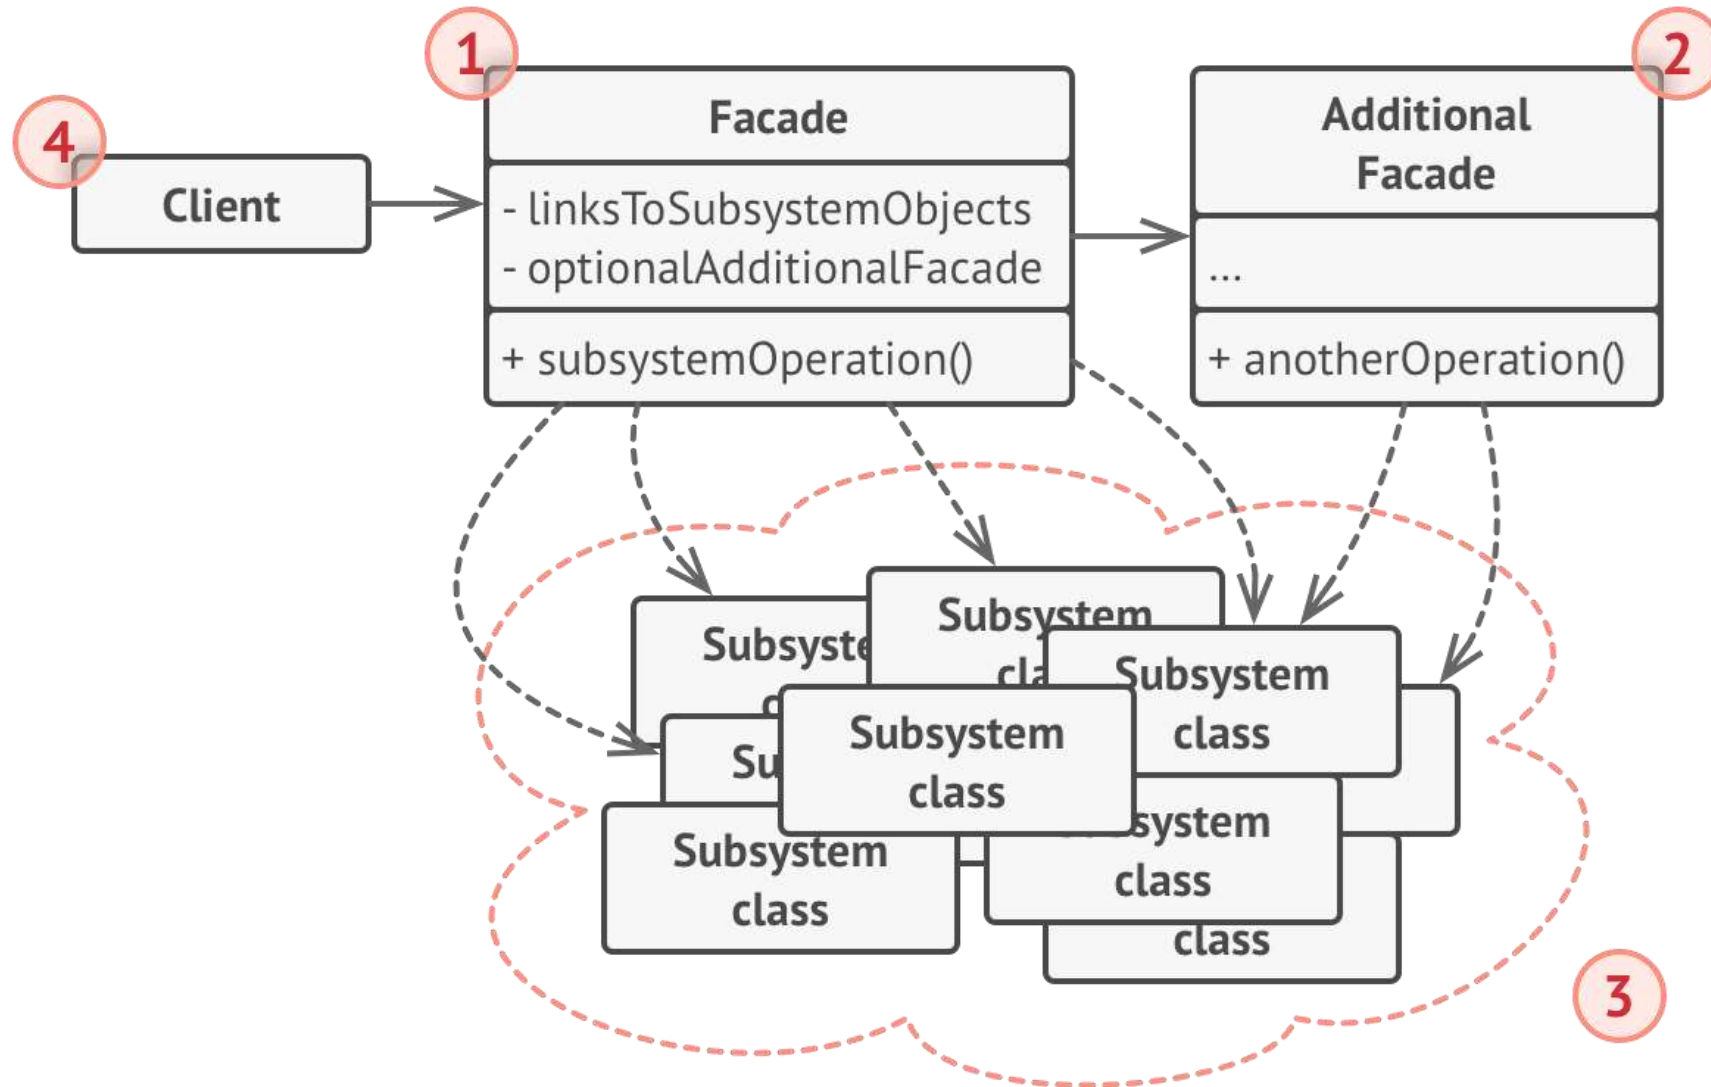 1
2
4
Facade
Additional
Facade
Client
- linksToSubsystemObjects
- optionalAdditionalFacade
...
+ subsystemOperation()
+ anotherOperation()
Subsystem
Subsystem
class
Subsystem
class
Subsystem
class
class
class
3